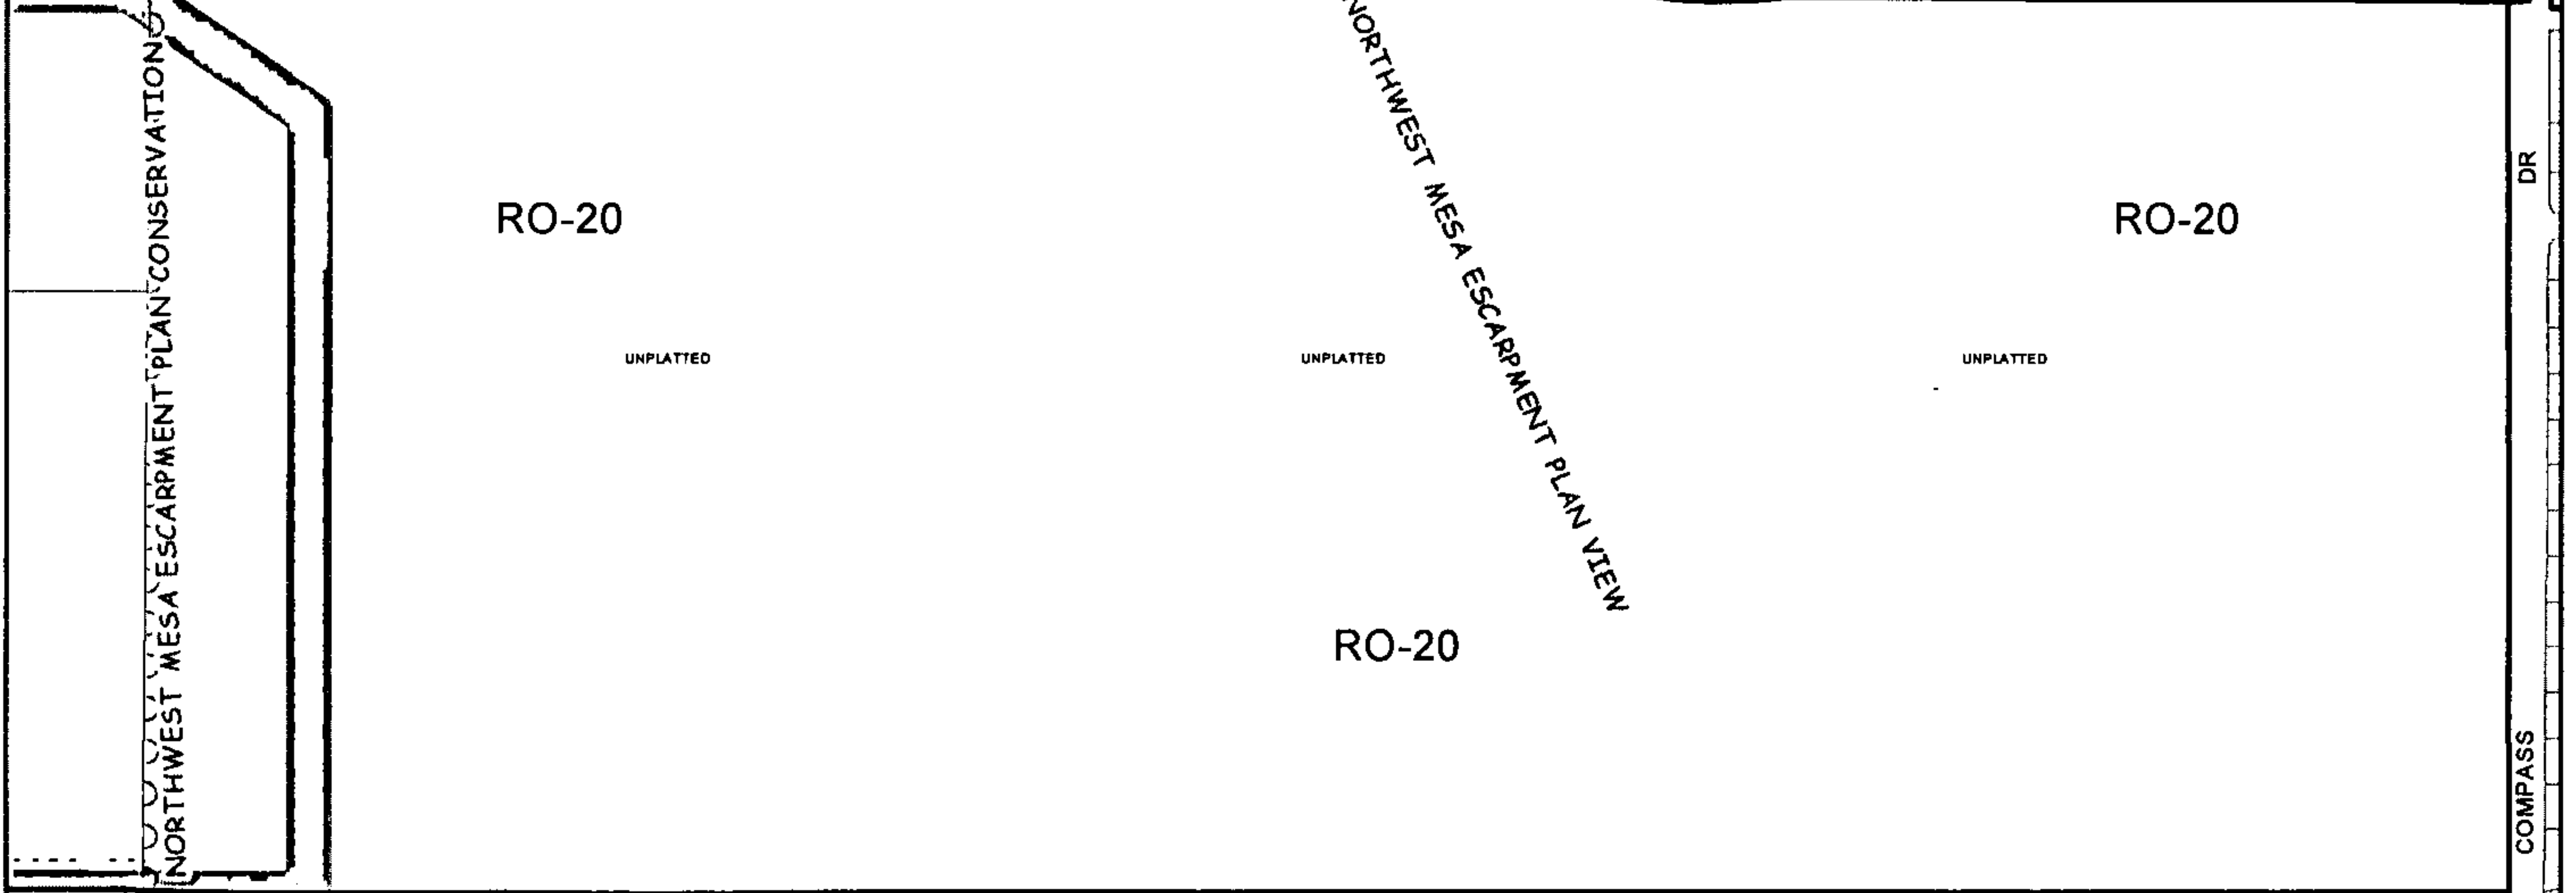 NORTHWEST MESA ESCARPMENT PLAN CONSERVATION
NORTHWEST MESA ESCARPMENT PLAN VIEW
RO-20
RO-20
UNPLATTED
UNPLATTED
UNPLATTED
RO-20
COMPASS DR